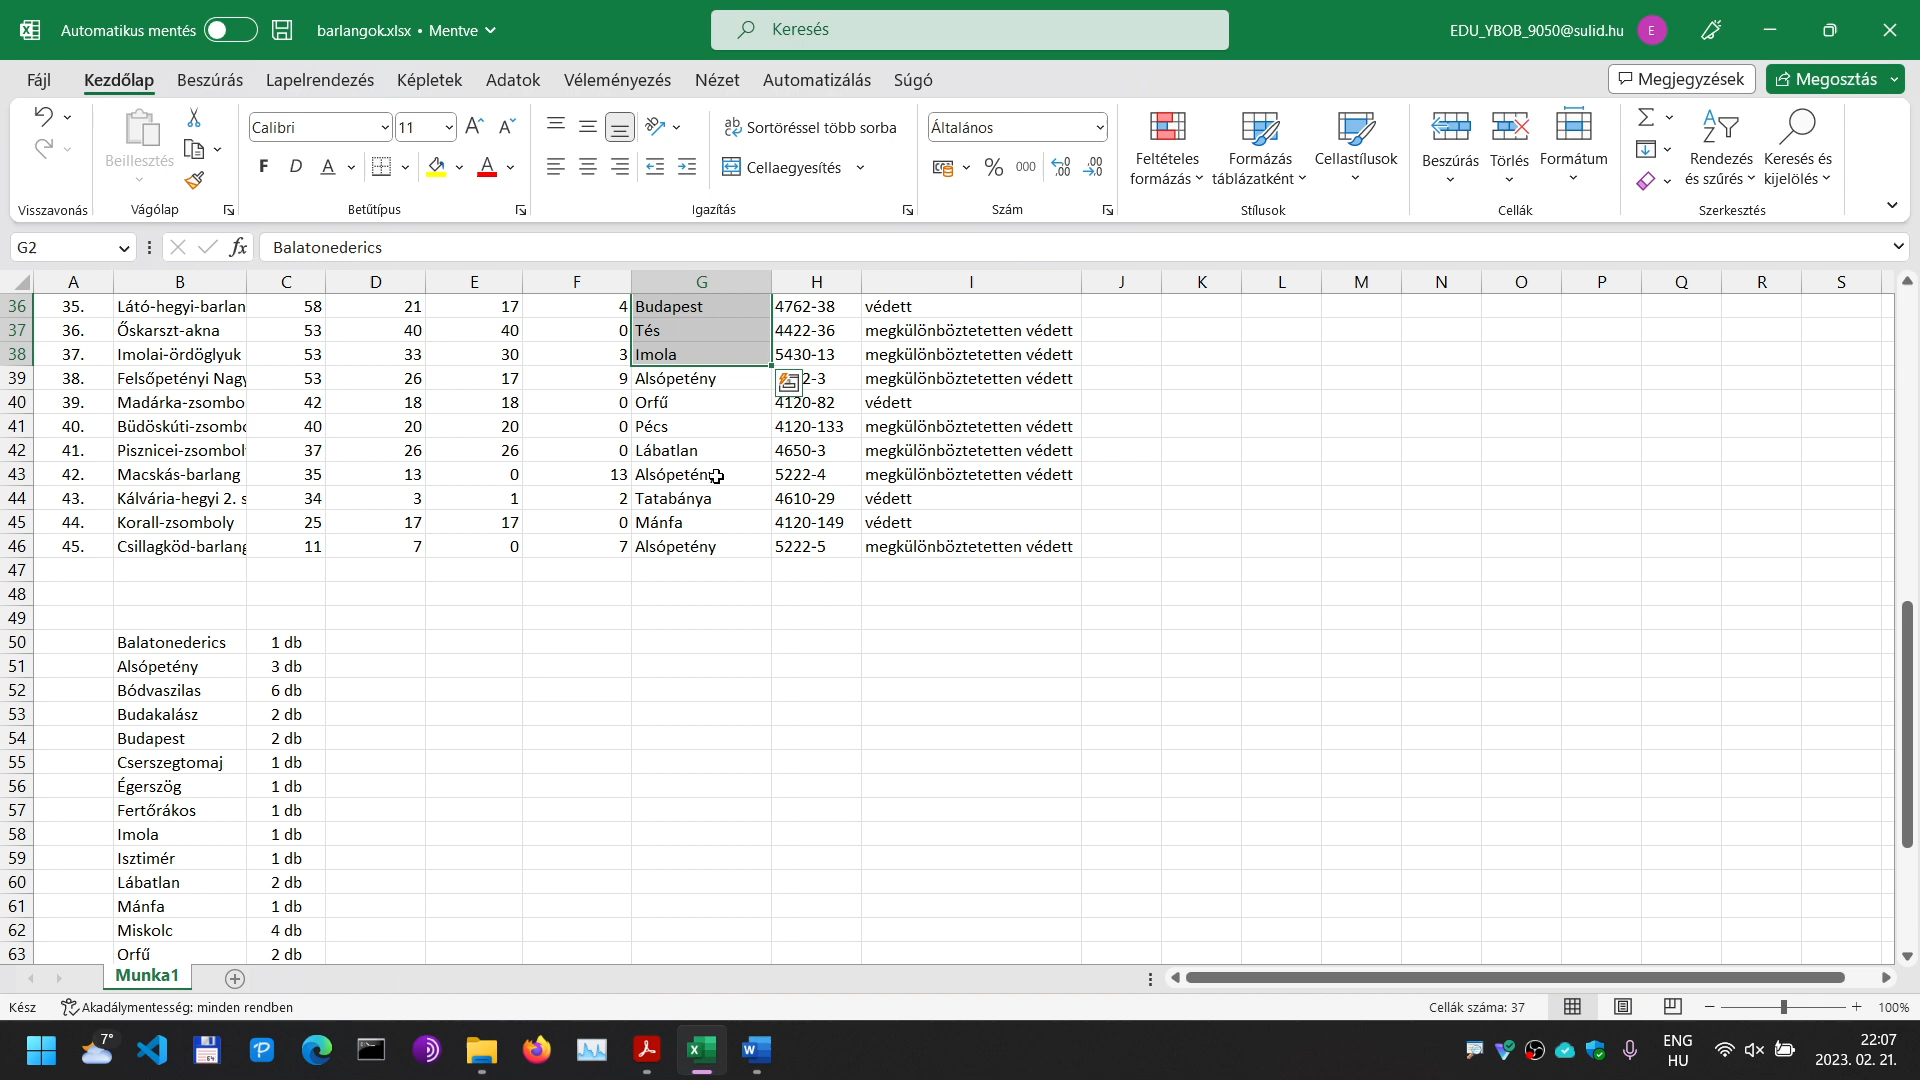 Automatikus mentés
barlangok.xlsx • Mentve
Keresés
EDU_YBOB_9050@sulid.hu
E
Fájl Kezdőlap Beszúrás Lapelrendezés Képletek Adatok Véleményezés Nézet Automatizálás Súgó
Megjegyzések
Megosztás
Beillesztés
Calibri 11
F D A
Sortöréssel több sorba
Cellaegyesítés
Általános
% 000
Feltételes formázás
Formázás táblázatként
Cellastílusok
Beszúrás Törlés Formátum
Rendezés és szűrés
Keresés és kijelölés
Visszavonás Vágólap Betűtípus Igazítás Szám Stílusok Cellák Szerkesztés
G2 fx Balatonederics
A B C D E F G H I J K L M N O P Q R S
36 35. Látó-hegyi-barlan 58 21 17 4 Budapest 4762-38 védett
37 36. Őskarszt-akna 53 40 40 0 Tés 4422-36 megkülönböztetetten védett
38 37. Imolai-ördöglyuk 53 33 30 3 Imola 5430-13 megkülönböztetetten védett
39 38. Felsőpetényi Nagy 53 26 17 9 Alsópetény 2-3 megkülönböztetetten védett
40 39. Madárka-zsombo 42 18 18 0 Orfű 4120-82 védett
41 40. Büdöskúti-zsombo 40 20 20 0 Pécs 4120-133 megkülönböztetetten védett
42 41. Pisznicei-zsomboly 37 26 26 0 Lábatlan 4650-3 megkülönböztetetten védett
43 42. Macskás-barlang 35 13 0 13 Alsópetény 5222-4 megkülönböztetetten védett
44 43. Kálvária-hegyi 2. s 34 3 1 2 Tatabánya 4610-29 védett
45 44. Korall-zsomboly 25 17 17 0 Mánfa 4120-149 védett
46 45. Csillagköd-barlang 11 7 0 7 Alsópetény 5222-5 megkülönböztetetten védett
47
48
49
50 Balatonederics 1 db
51 Alsópetény 3 db
52 Bódvaszilas 6 db
53 Budakalász 2 db
54 Budapest 2 db
55 Cserszegtomaj 1 db
56 Égerszög 1 db
57 Fertőrákos 1 db
58 Imola 1 db
59 Isztimér 1 db
60 Lábatlan 2 db
61 Mánfa 1 db
62 Miskolc 4 db
63 Orfű 2 db
Munka1
Kész Akadálymentesség: minden rendben Cellák száma: 37 100%
7°
ENG
HU
22:07
2023. 02. 21.